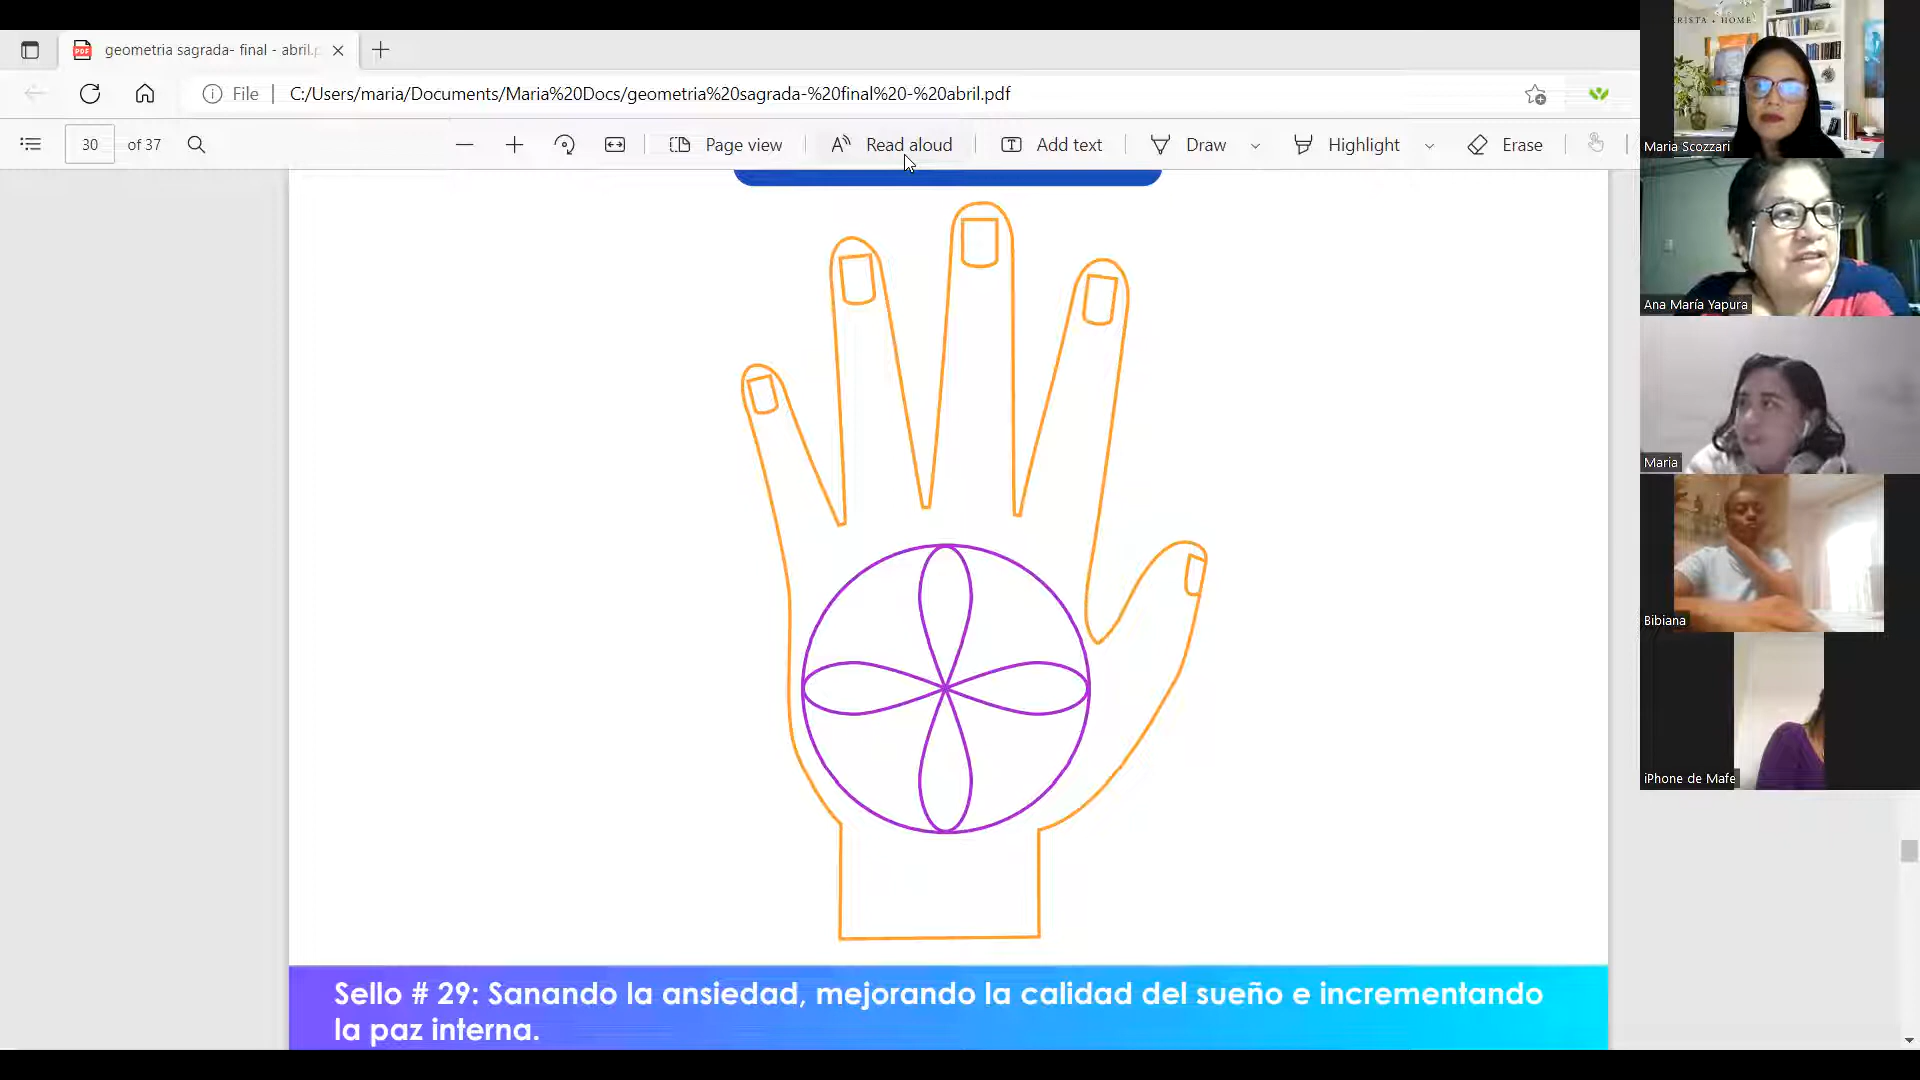 geometria sagrada- final - abril.p
File
C:/Users/maria/Documents/Maria%20Docs/geometria%20sagrada-%20final%20-%20abril.pdf
30 of 37
Page view
Read aloud
Add text
Draw
Highlight
Erase
RISTA • HOME
Maria Scozzari
Ana María Yapura
Maria
Bibiana
iPhone de Mafe
Sello # 29: Sanando la ansiedad, mejorando la calidad del sueño e incrementando
la paz interna.